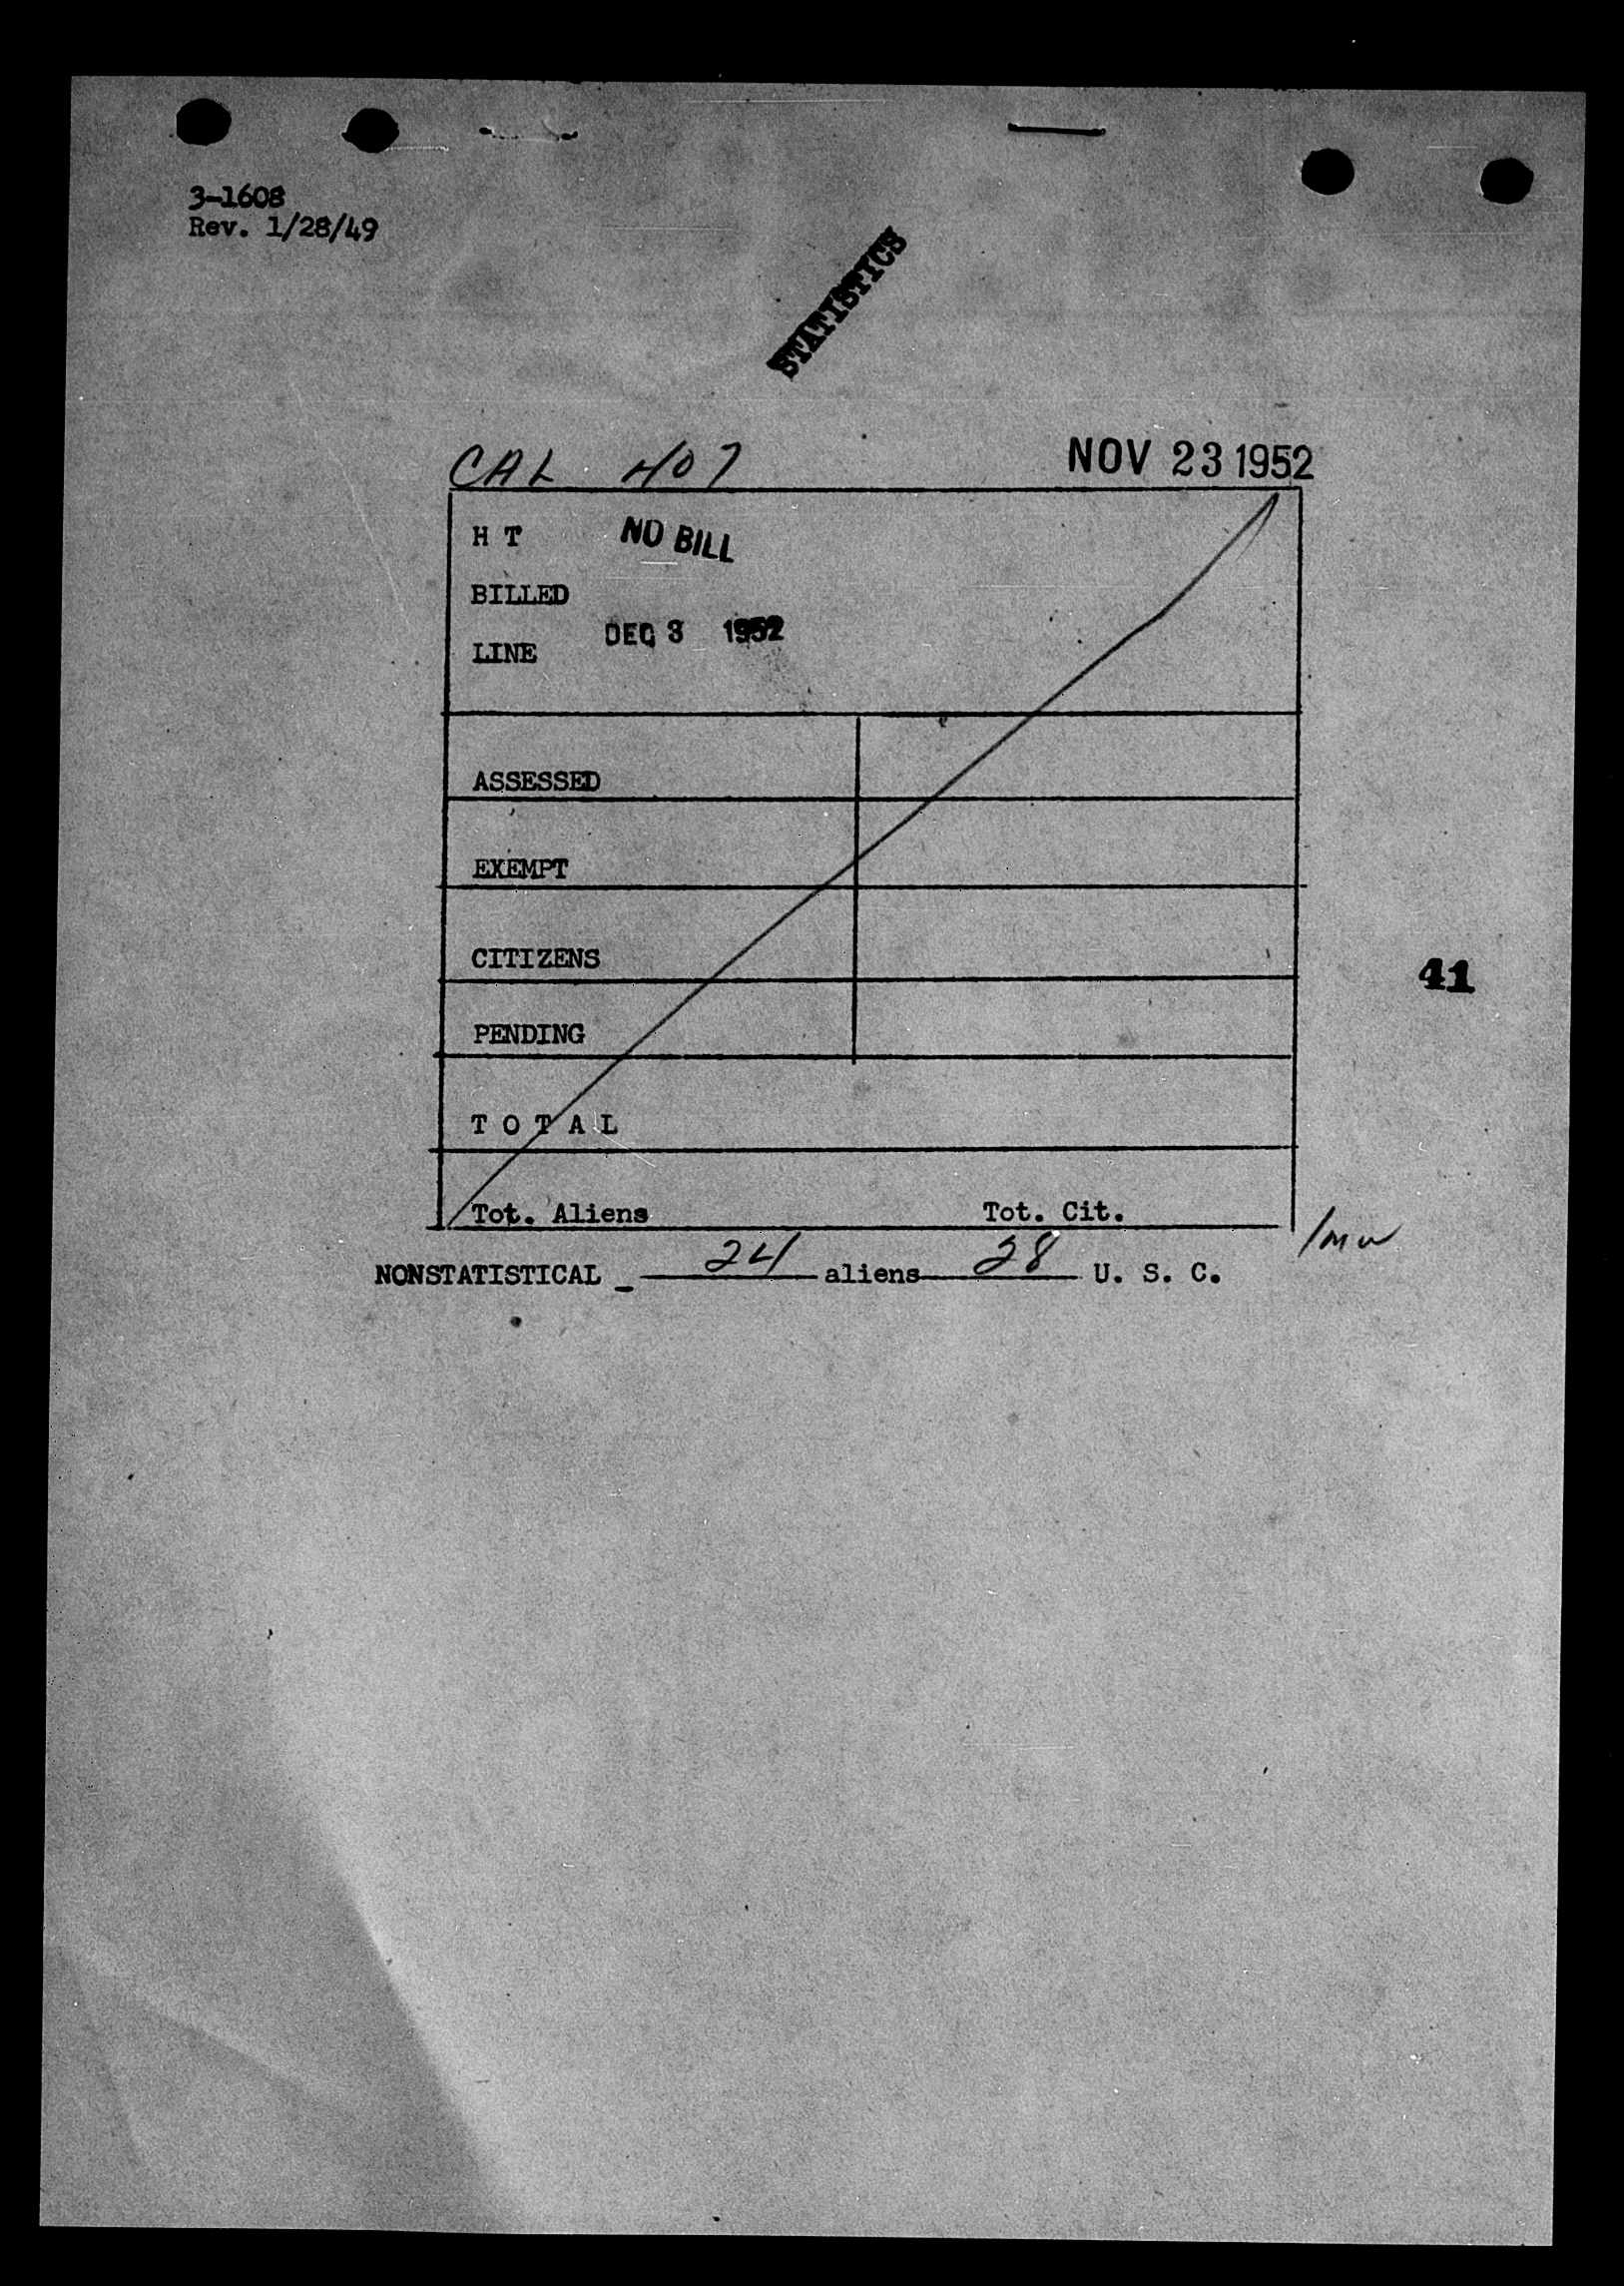 3-1608
Rev. 1/28/49
STATISTICS
CAL 407 NOV 23 1952
H T NO BILL
BILLED
DEC 3 1952
LINE
ASSESSED
EXEMPT
CITIZENS
41
PENDING
T O T A L
Tot. Aliens Tot. Cit.
NONSTATISTICAL - 24 aliens 28 U. S. C.